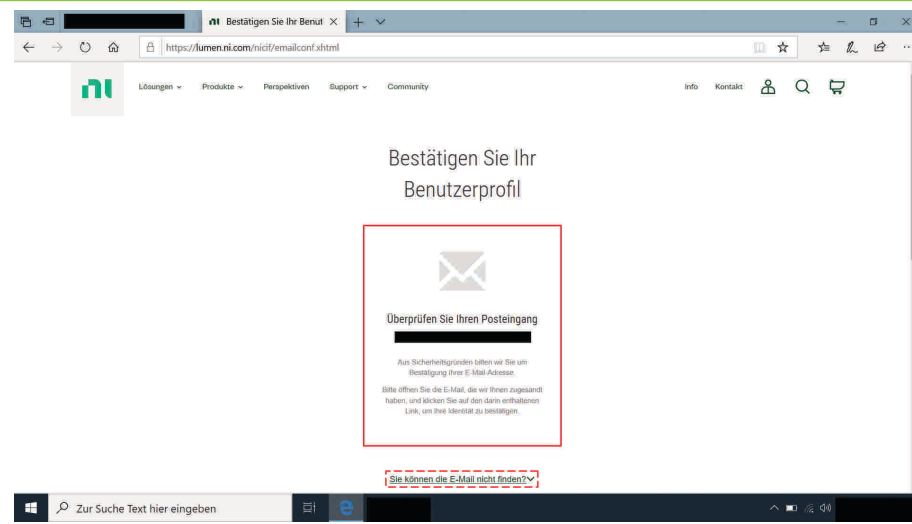 Bestätigen Sie Ihr Benut
https://lumen.ni.com/nicif/emailconf.xhtml
ni Lösungen Produkte Perspektiven Support Community Info Kontakt
Bestätigen Sie Ihr
Benutzerprofil
Überprüfen Sie Ihren Posteingang
Aus Sicherheitsgründen bitten wir Sie um
Bestätigung Ihrer E-Mail-Adresse.
Bitte öffnen Sie die E-Mail, die wir Ihnen zugesandt
haben, und klicken Sie auf den darin enthaltenen
Link, um Ihre Identität zu bestätigen.
Sie können die E-Mail nicht finden?
Zur Suche Text hier eingeben